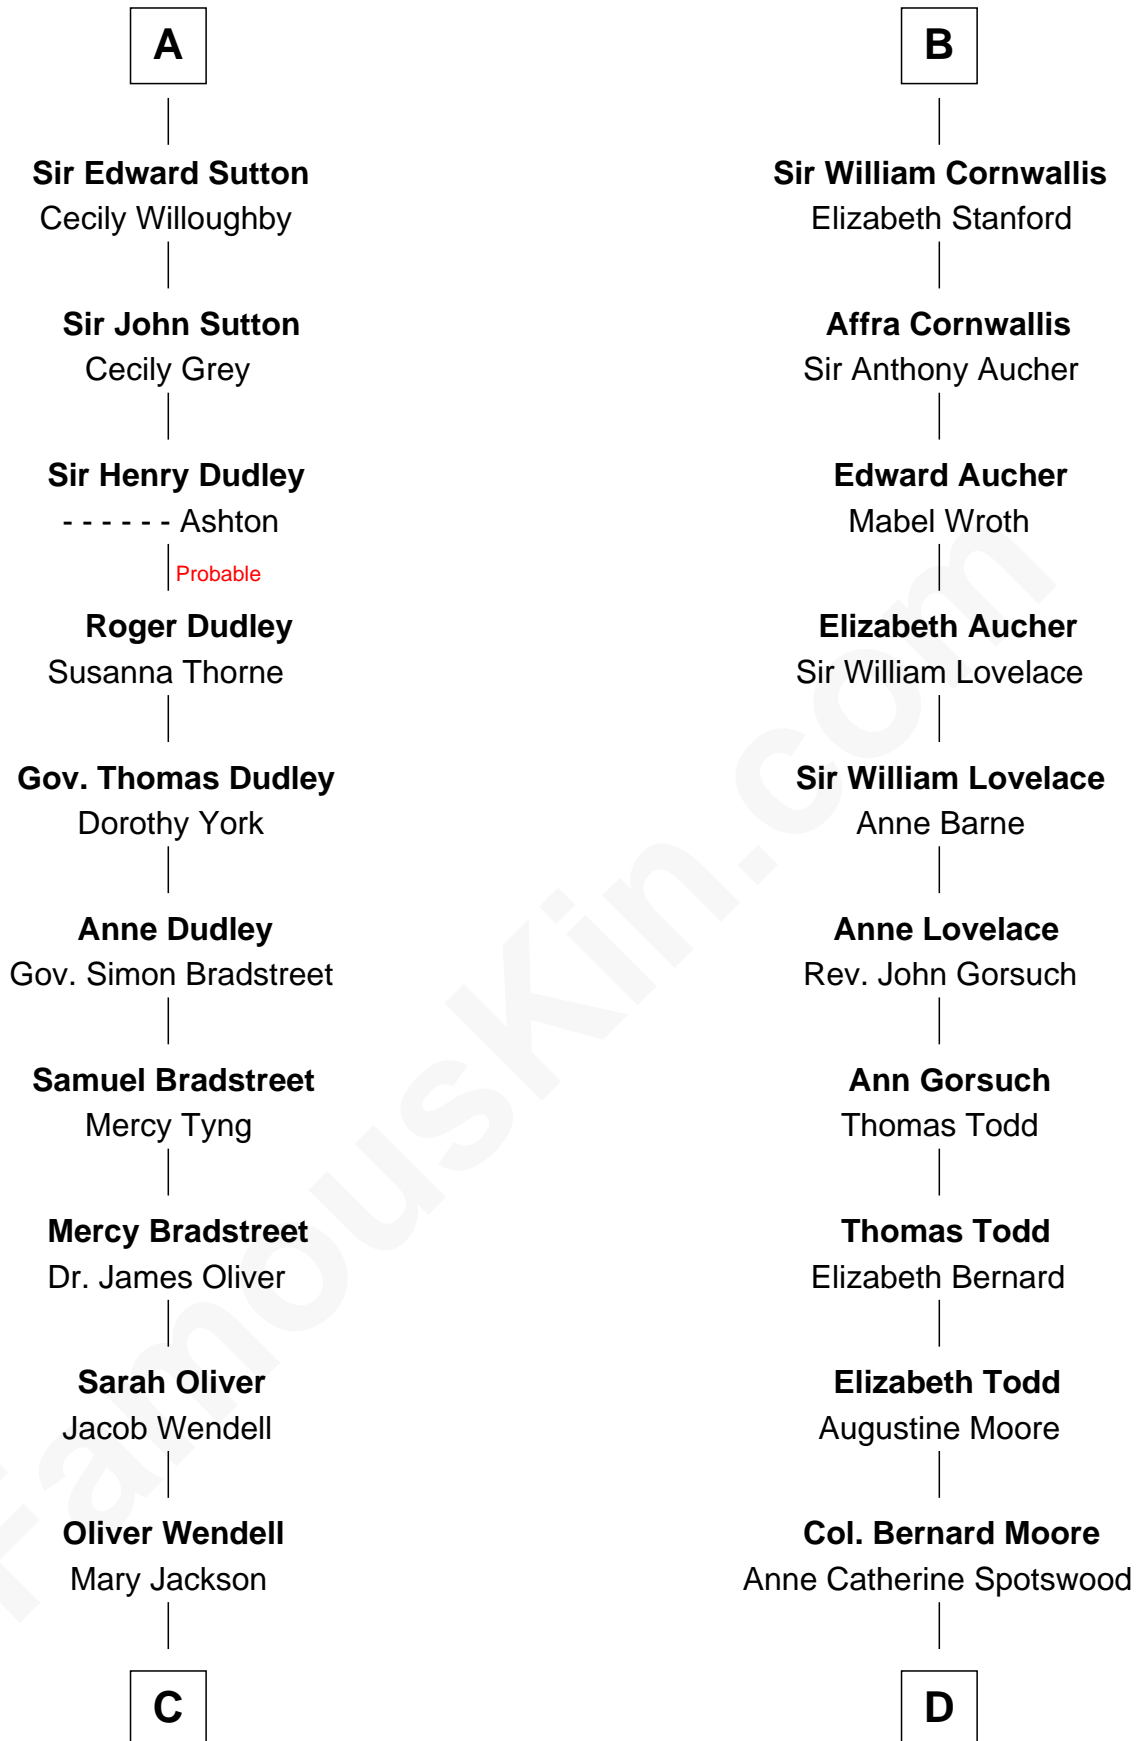 A
Sir Edward Sutton
Cecily Willoughby
Sir John Sutton
Cecily Grey
Sir Henry Dudley
- - - - - - Ashton
Probable
Roger Dudley
Susanna Thorne
Gov. Thomas Dudley
Dorothy York
Anne Dudley
Gov. Simon Bradstreet
Samuel Bradstreet
Mercy Tyng
Mercy Bradstreet
Dr. James Oliver
Sarah Oliver
Jacob Wendell
Oliver Wendell
Mary Jackson
C
B
Sir William Cornwallis
Elizabeth Stanford
Affra Cornwallis
Sir Anthony Aucher
Edward Aucher
Mabel Wroth
Elizabeth Aucher
Sir William Lovelace
Sir William Lovelace
Anne Barne
Anne Lovelace
Rev. John Gorsuch
Ann Gorsuch
Thomas Todd
Thomas Todd
Elizabeth Bernard
Elizabeth Todd
Augustine Moore
Col. Bernard Moore
Anne Catherine Spotswood
D
FamousKin.com